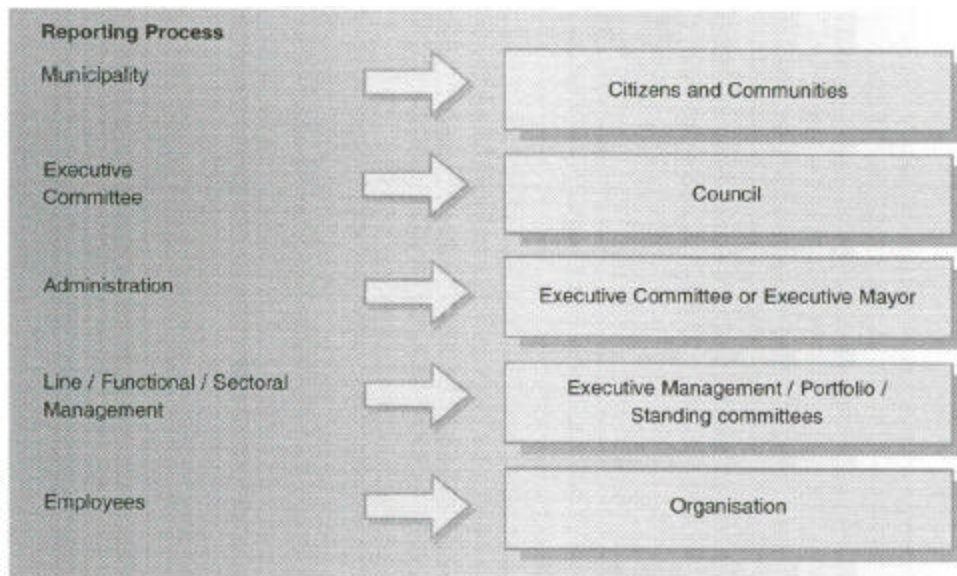 Reporting Process
Municipality
Citizens and Communities
Executive
Committee
Council
Administration
Executive Committee or Executive Mayor
Line / Functional / Sectoral
Management
Executive Management / Portfolio /
Standing committees
Employees
Organisation